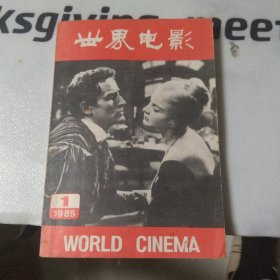 ksgiving meet
世界电影
1
1985
WORLD CINEMA